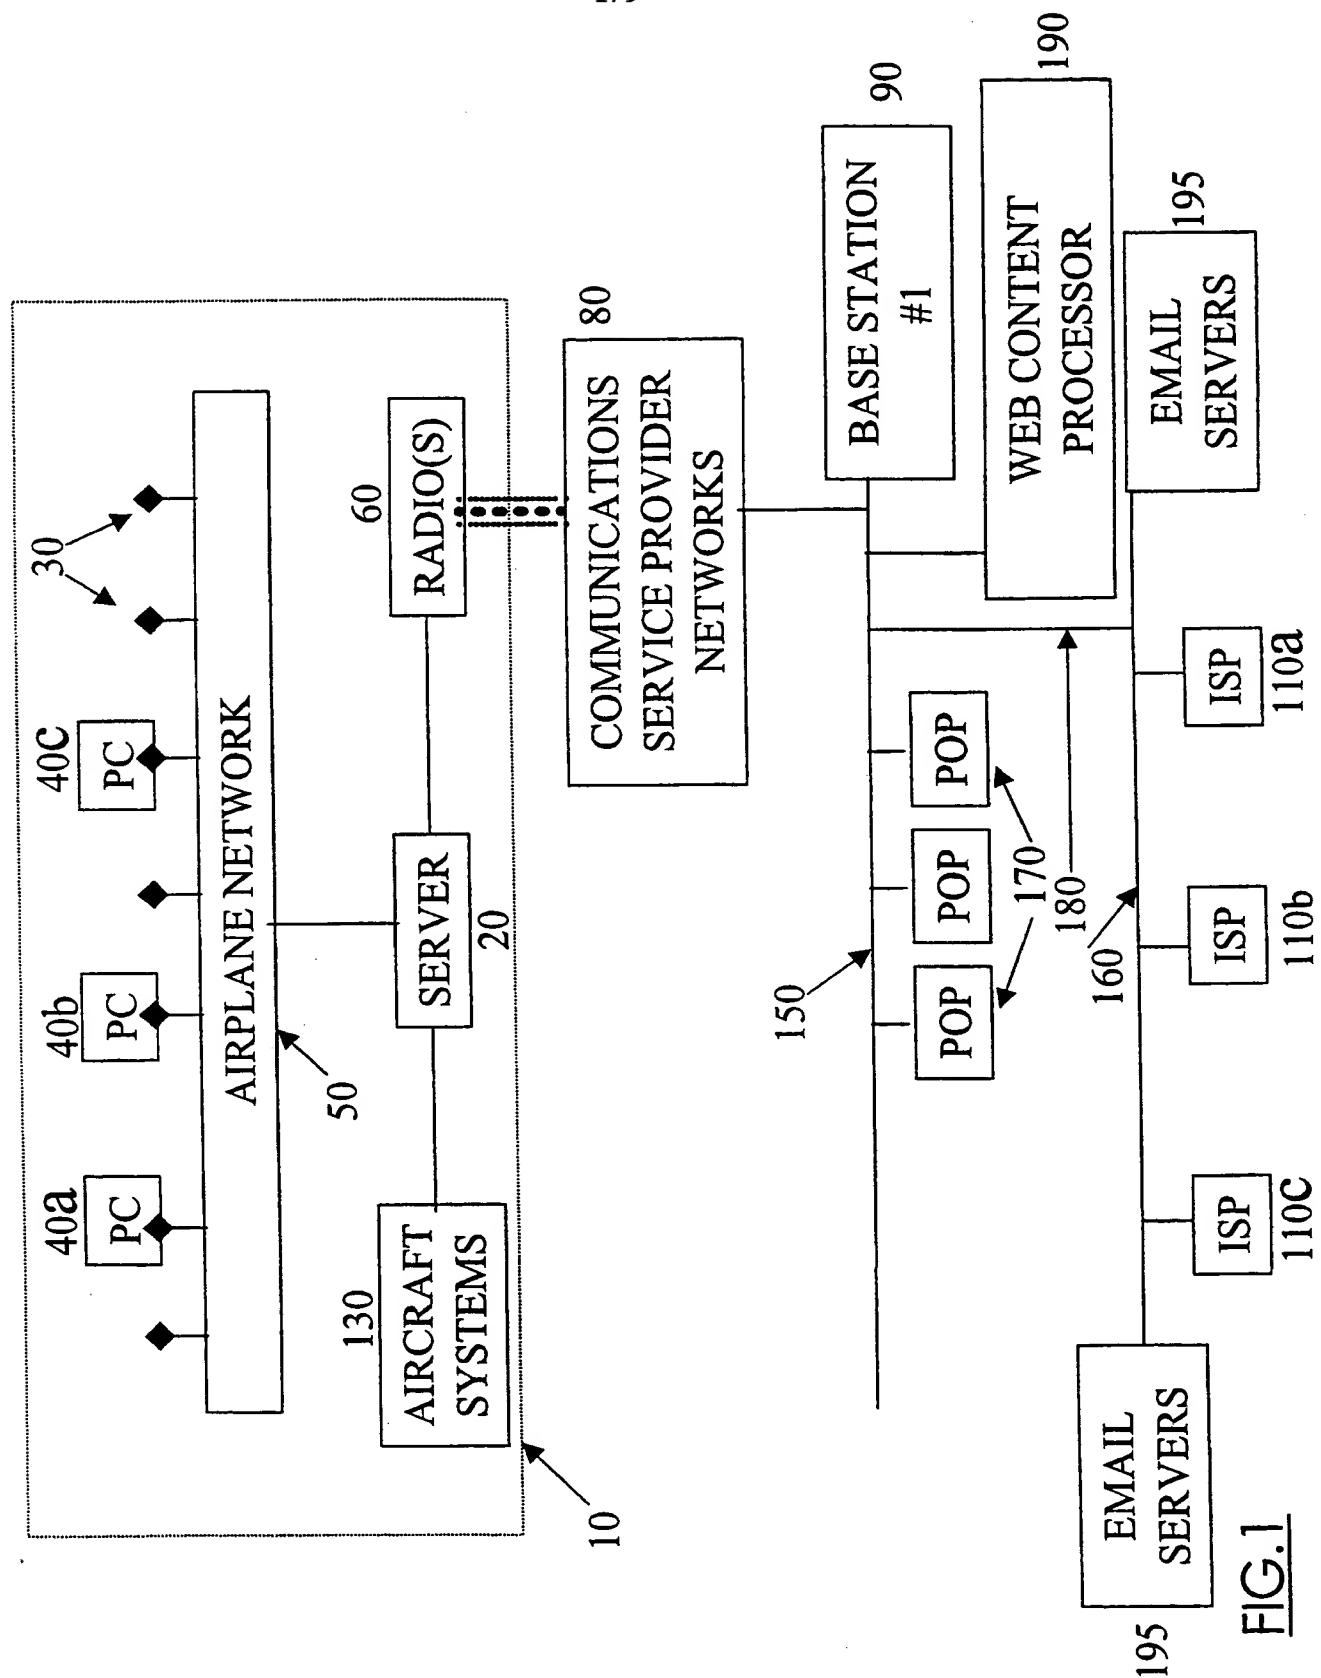 40a
40b
40c
30
PC
PC
PC
AIRPLANE NETWORK
50
130
60
AIRCRAFT
SYSTEMS
SERVER
RADIO(S)
20
10
80
COMMUNICATIONS
SERVICE PROVIDER
NETWORKS
150
90
BASE STATION
#1
POP
POP
POP
170
180
190
WEB CONTENT
PROCESSOR
160
195
EMAIL
SERVERS
195
EMAIL
SERVERS
ISP
ISP
ISP
110c
110b
110a
FIG.1